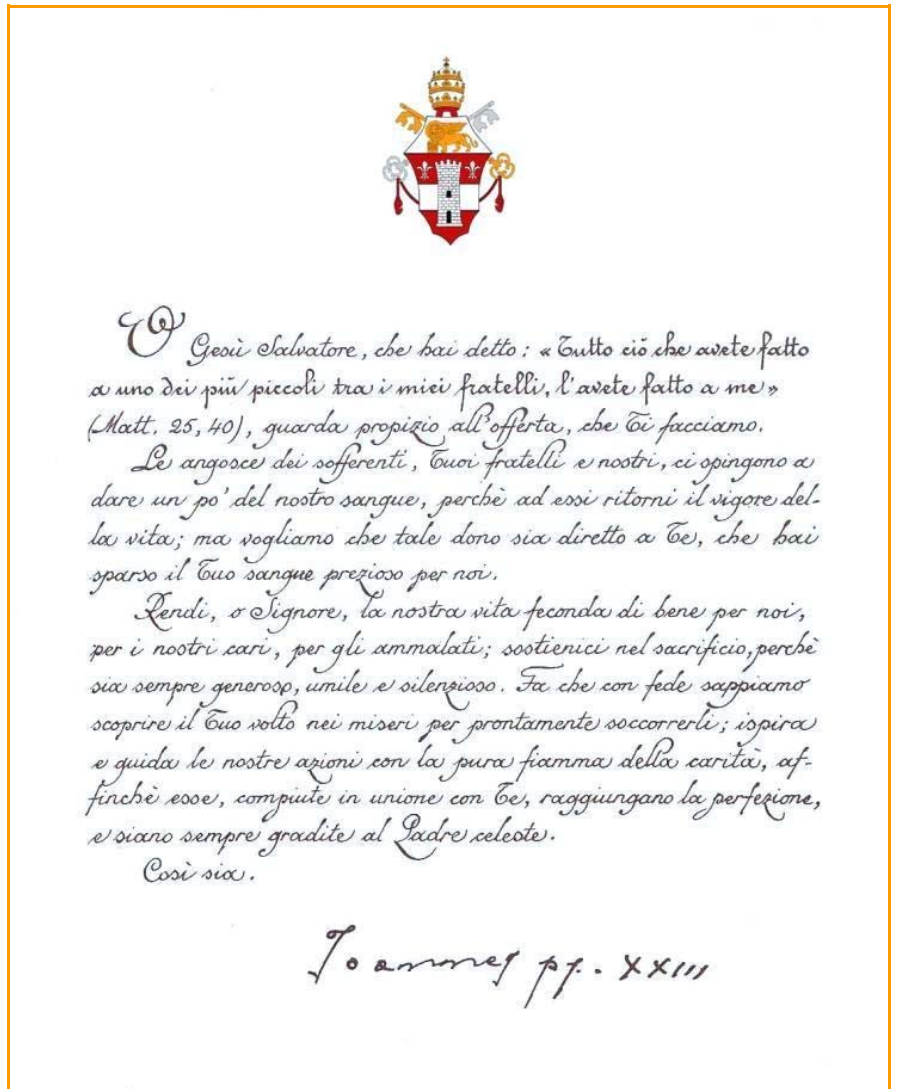 O Gesù Salvatore, che hai detto: «Tutto ciò che avete fatto
a uno dei più piccoli tra i miei fratelli, l'avete fatto a me»
(Matt. 25, 40), guarda propizio all'offerta, che Ti facciamo.
Le angosce dei sofferenti, Tuoi fratelli e nostri, ci spingono a
dare un po' del nostro sangue, perchè ad essi ritorni il vigore del-
la vita; ma vogliamo che tale dono sia diretto a Te, che hai
sparso il Tuo sangue prezioso per noi.
Rendi, o Signore, la nostra vita feconda di bene per noi,
per i nostri cari, per gli ammalati; sostienici nel sacrificio, perchè
sia sempre generoso, umile e silenzioso. Fa che con fede sappiamo
scoprire il Tuo volto nei miseri per prontamente soccorrerli; ispira
e guida le nostre azioni con la pura fiamma della carità, af-
finchè esse, compiute in unione con Te, raggiungano la perfezione,
e siano sempre gradite al Padre celeste.
Così sia.
Joannes pp. XXIII